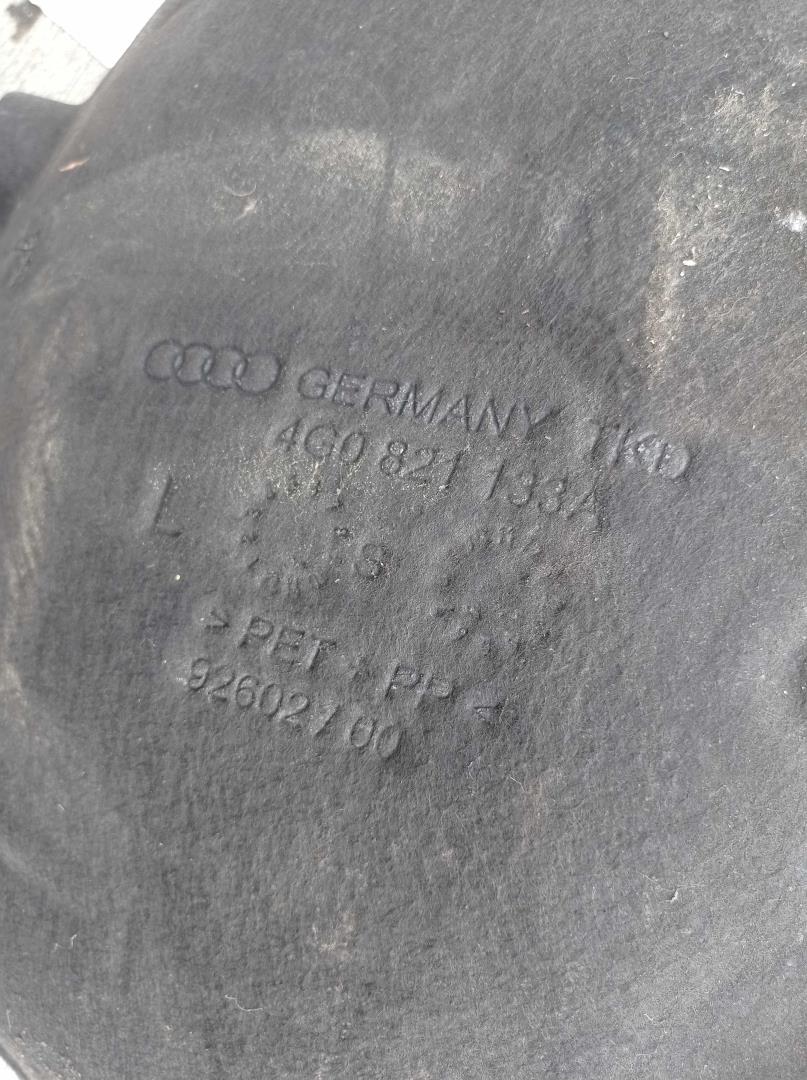 GERMANY TKD
4G0 821 133A
L S
> PET + PP <
92602700